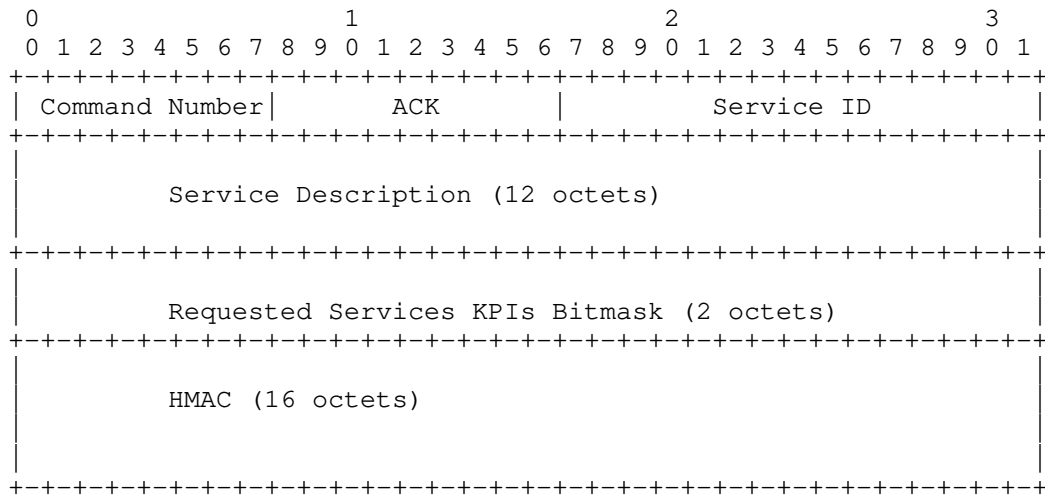 0                   1                   2                   3
0 1 2 3 4 5 6 7 8 9 0 1 2 3 4 5 6 7 8 9 0 1 2 3 4 5 6 7 8 9 0 1
+-+-+-+-+-+-+-+-+-+-+-+-+-+-+-+-+-+-+-+-+-+-+-+-+-+-+-+-+-+-+-+-+
| Command Number|       ACK       |         Service ID          |
+-+-+-+-+-+-+-+-+-+-+-+-+-+-+-+-+-+-+-+-+-+-+-+-+-+-+-+-+-+-+-+-+
| Service Description (12 octets) |
+-+-+-+-+-+-+-+-+-+-+-+-+-+-+-+-+-+-+-+-+-+-+-+-+-+-+-+-+-+-+-+-+
| Requested Services KPIs Bitmask (2 octets) |
+-+-+-+-+-+-+-+-+-+-+-+-+-+-+-+-+-+-+-+-+-+-+-+-+-+-+-+-+-+-+-+-+
| HMAC (16 octets) |
+-+-+-+-+-+-+-+-+-+-+-+-+-+-+-+-+-+-+-+-+-+-+-+-+-+-+-+-+-+-+-+-+